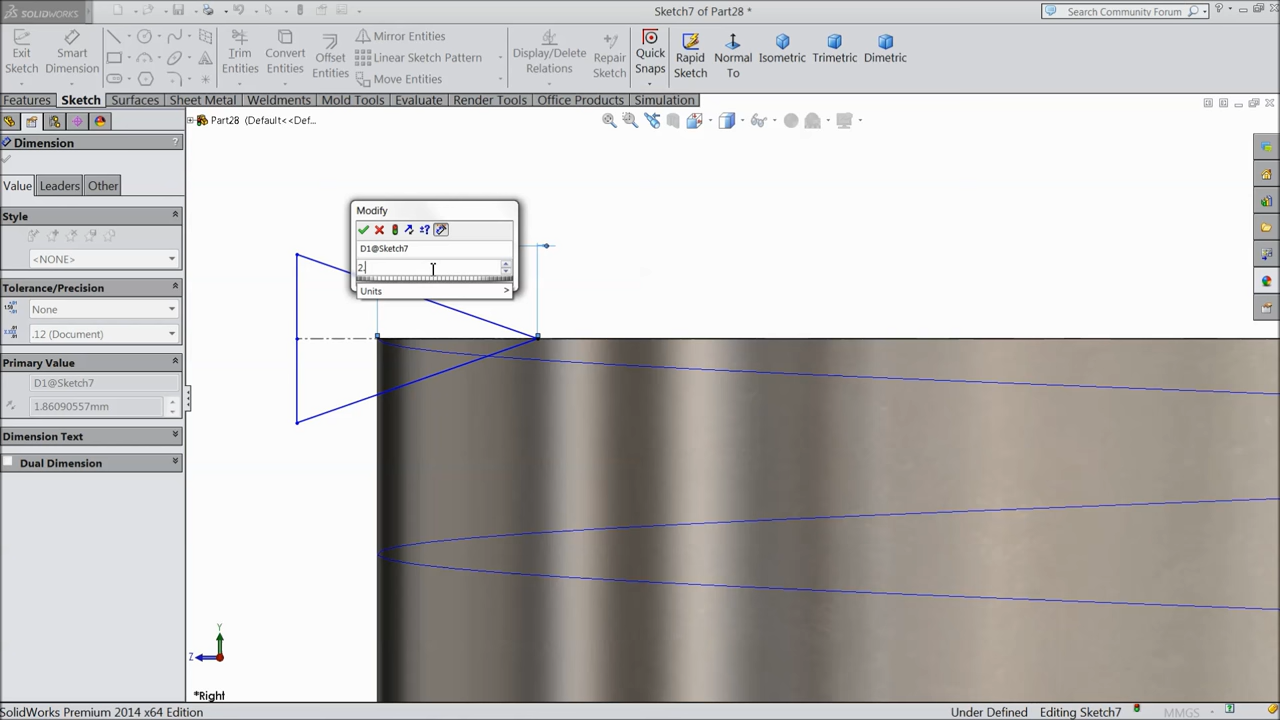 SOLIDWORKS
Sketch7 of Part28 *
Search Community Forum
Exit Sketch
Smart Dimension
Trim Entities
Convert Entities
Offset Entities
Mirror Entities
Linear Sketch Pattern
Move Entities
Display/Delete Relations
Repair Sketch
Quick Snaps
Rapid Sketch
Normal To
Isometric
Trimetric
Dimetric
Features
Sketch
Surfaces
Sheet Metal
Weldments
Mold Tools
Evaluate
Render Tools
Office Products
Simulation
Part28 (Default<<Def...
Dimension
?
Value
Leaders
Other
Style
<NONE>
Tolerance/Precision
None
.12 (Document)
Primary Value
D1@Sketch7
1.86090557mm
Dimension Text
Dual Dimension
Modify
D1@Sketch7
2.
Units >
Y
Z
*Right
SolidWorks Premium 2014 x64 Edition
Under Defined
Editing Sketch7
MMGS